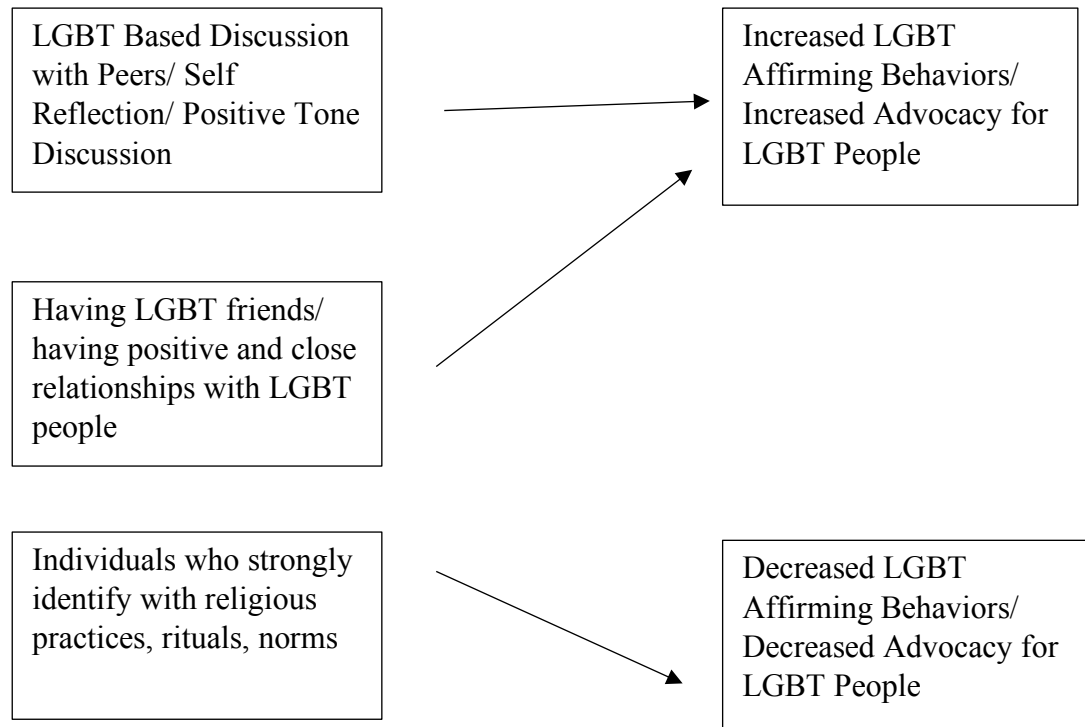 LGBT Based Discussion
with Peers/ Self
Reflection/ Positive Tone
Discussion
Increased LGBT
Affirming Behaviors/
Increased Advocacy for
LGBT People
Having LGBT friends/
having positive and close
relationships with LGBT
people
Individuals who strongly
identify with religious
practices, rituals, norms
Decreased LGBT
Affirming Behaviors/
Decreased Advocacy for
LGBT People